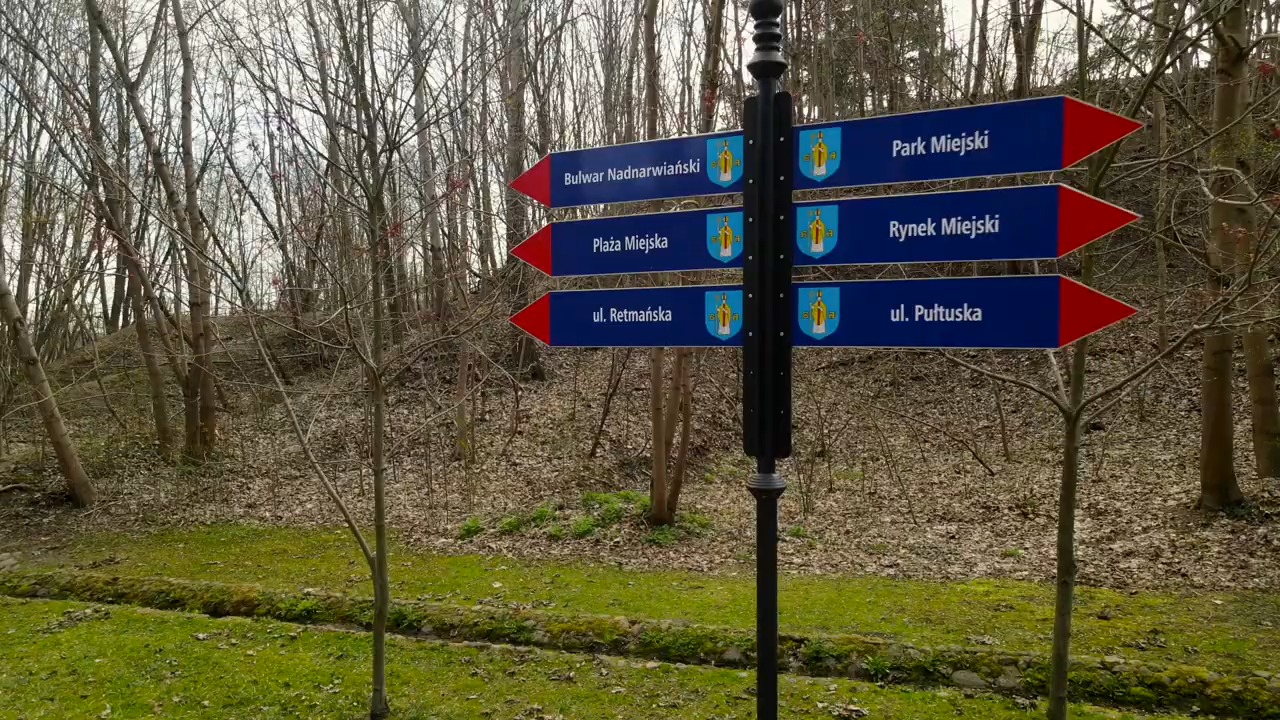 Bulwar Nadnarwiański
Plaża Miejska
ul. Retmańska
Park Miejski
Rynek Miejski
ul. Pułtuska